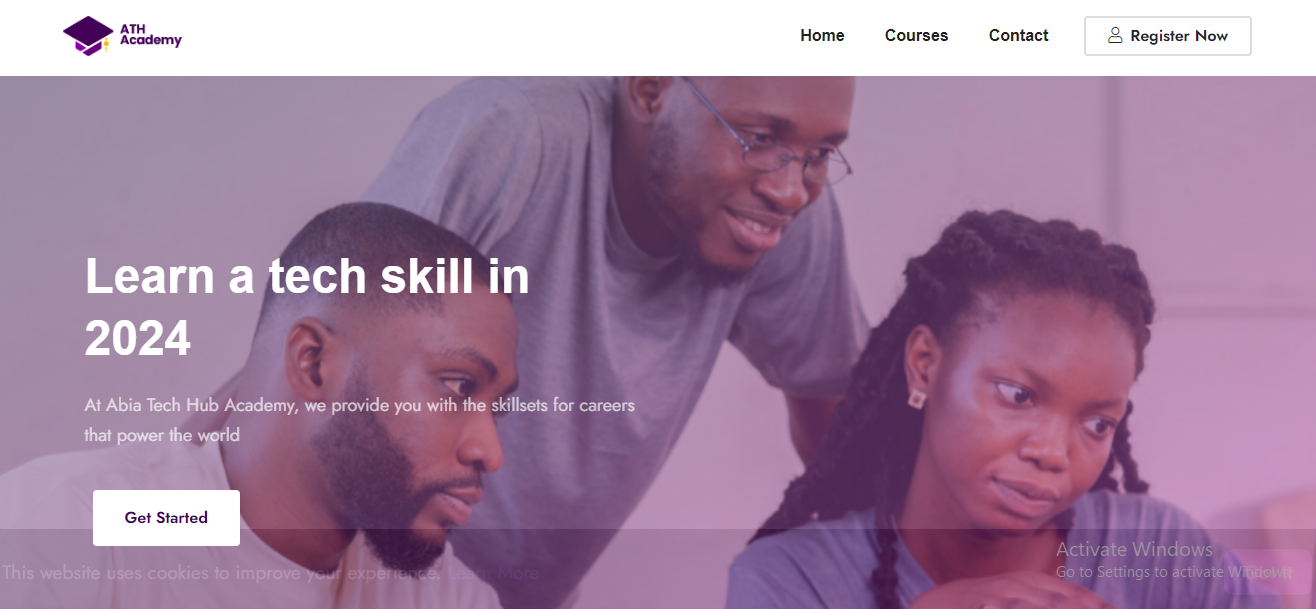 ATH
Academy
Home
Courses
Contact
Register Now
Learn a tech skill in
2024
At Abia Tech Hub Academy, we provide you with the skillsets for careers
that power the world
Get Started
This website uses cookies to improve your experience. Learn More
Activate Windows
Go to Settings to activate Windows.